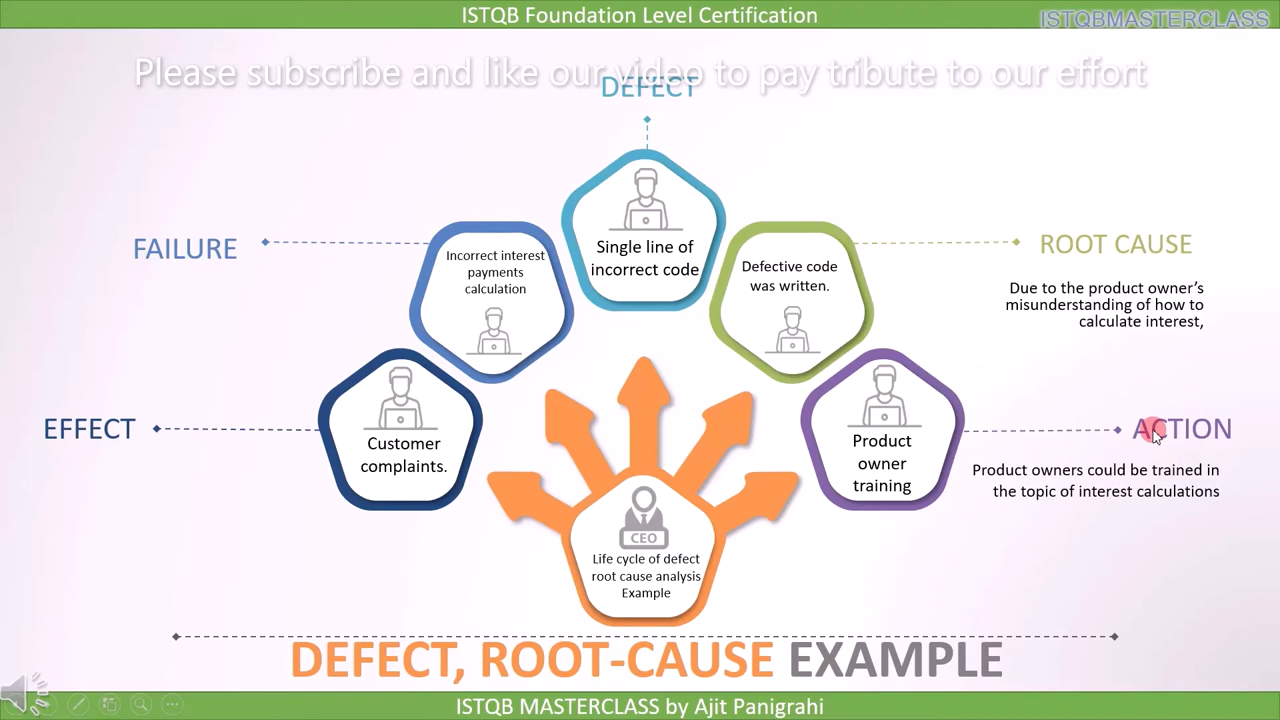 ISTQB Foundation Level Certification
ISTQBMASTERCLASS
Please subscribe and like our video to pay tribute to our effort
DEFECT
Single line of
incorrect code
FAILURE
Incorrect interest
payments
calculation
Defective code
was written.
ROOT CAUSE
Due to the product owner’s
misunderstanding of how to
calculate interest,
EFFECT
Customer
complaints.
Product
owner
training
ACTION
Product owners could be trained in
the topic of interest calculations
CEO
Life cycle of defect
root cause analysis
Example
DEFECT, ROOT-CAUSE EXAMPLE
ISTQB MASTERCLASS by Ajit Panigrahi